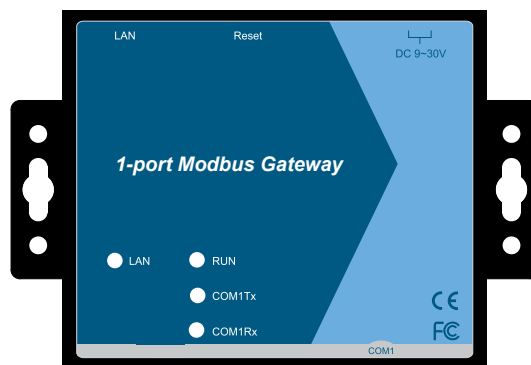 LAN Reset
DC 9~30V
1-port Modbus Gateway
LAN RUN
COM1Tx
COM1Rx
CE
FC
COM1